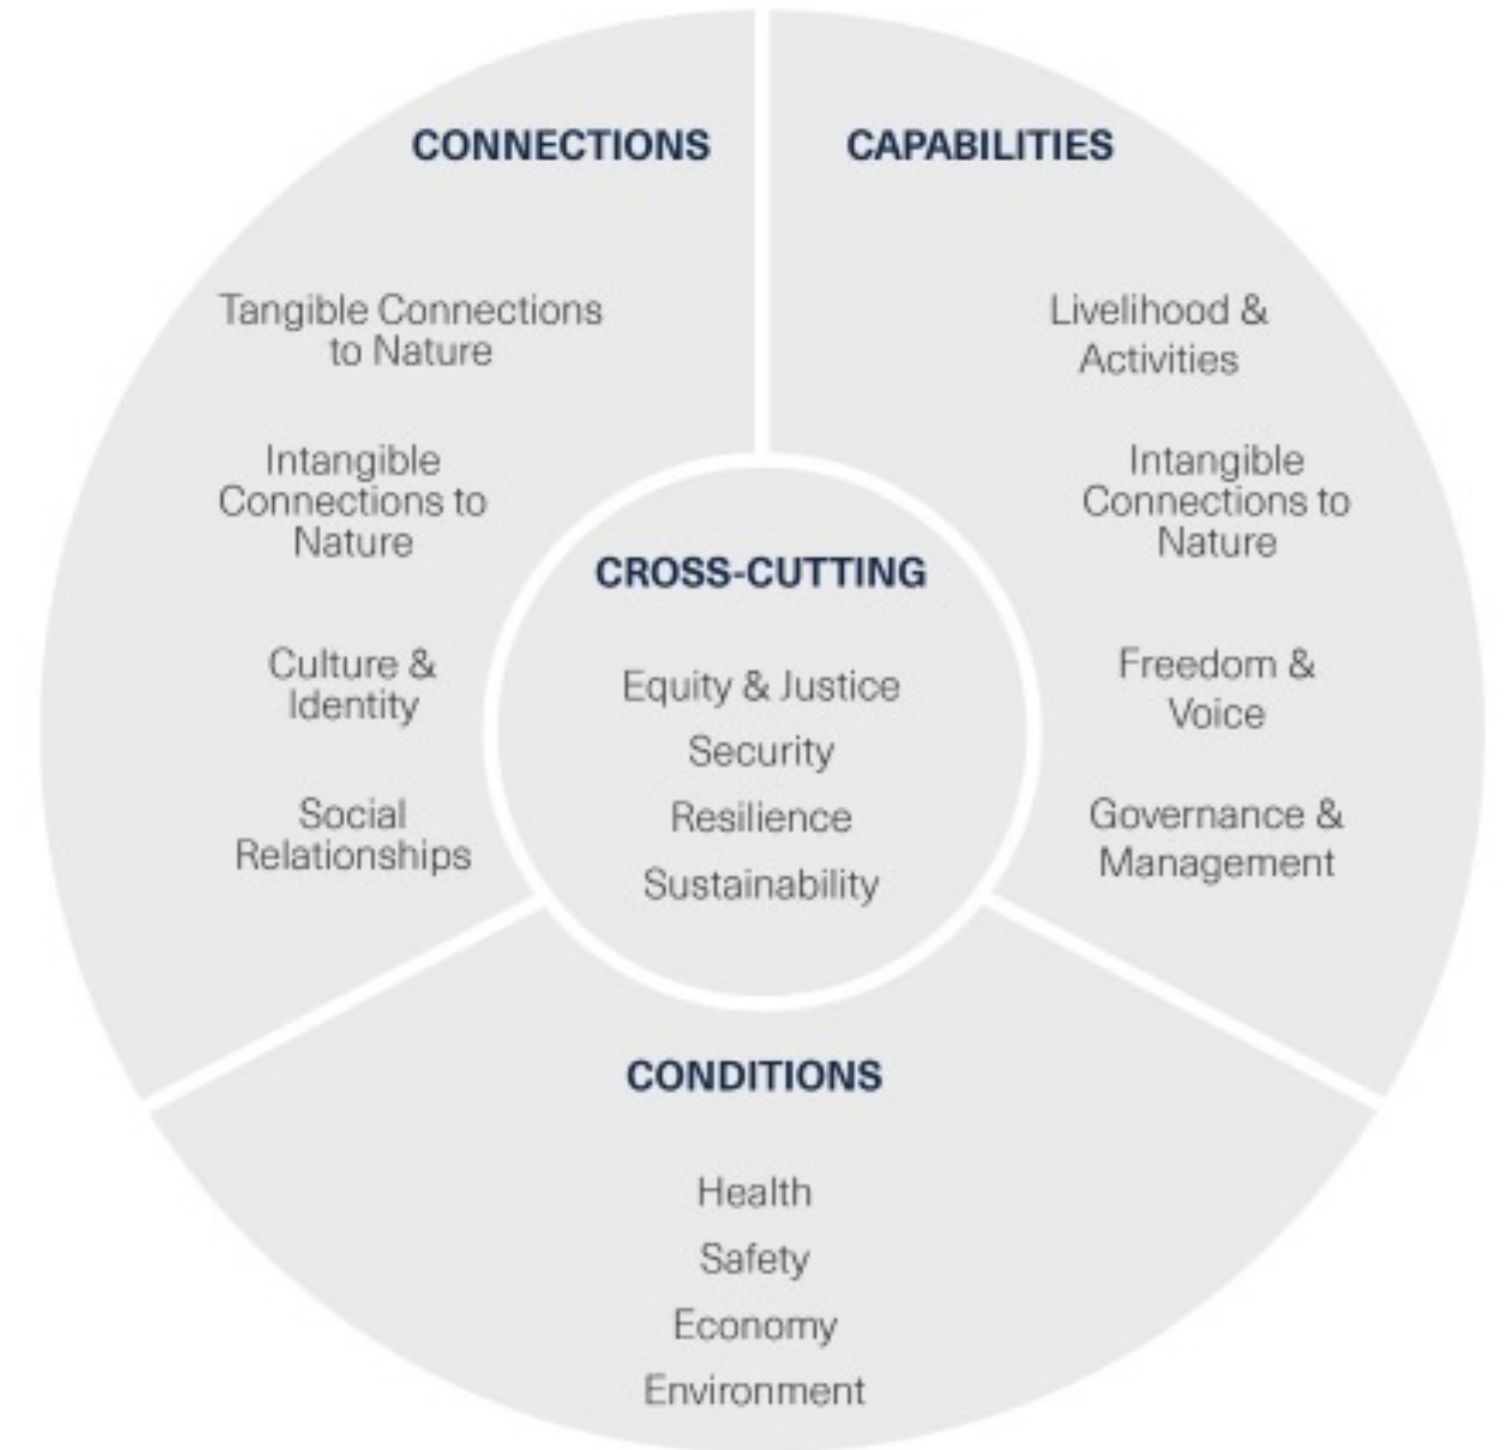 CONNECTIONS
Tangible Connections
to Nature
Intangible
Connections to
Nature
Culture &
Identity
Social
Relationships
CAPABILITIES
Livelihood &
Activities
Intangible
Connections to
Nature
Freedom &
Voice
Governance &
Management
CROSS-CUTTING
Equity & Justice
Security
Resilience
Sustainability
CONDITIONS
Health
Safety
Economy
Environment